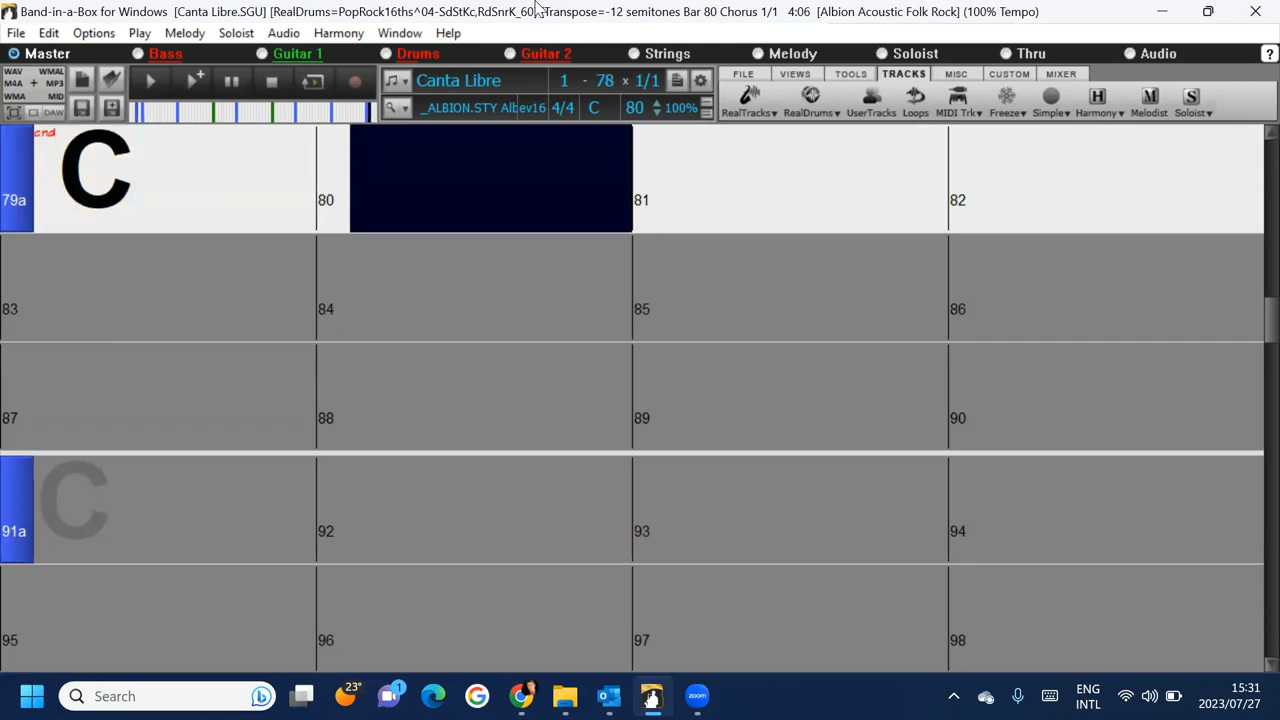 Band-in-a-Box for Windows [Canta Libre.SGU] [RealDrums=PopRock16ths^04-SdStKc,RdSnrK_60, Transpose=-12 semitones Bar 80 Chorus 1/1 4:06 [Albion Acoustic Folk Rock] (100% Tempo)
File Edit Options Play Melody Soloist Audio Harmony Window Help
Master Bass Guitar 1 Drums Guitar 2 Strings Melody Soloist Thru Audio ?
WAV WMAL
M4A + MP3
WMA MID
DAW
Canta Libre 1 - 78 x 1/1
_ALBION.STY Alb ev16 4/4 C 80 100%
FILE VIEWS TOOLS TRACKS MISC CUSTOM MIXER
H M S
RealTracks RealDrums UserTracks Loops MIDI Trk Freeze Simple Harmony Melodist Soloist
end
C
79a 80 81 82
83 84 85 86
87 88 89 90
C
91a 92 93 94
95 96 97 98
Search
23° 1
zoom
ENG
INTL
15:31
2023/07/27